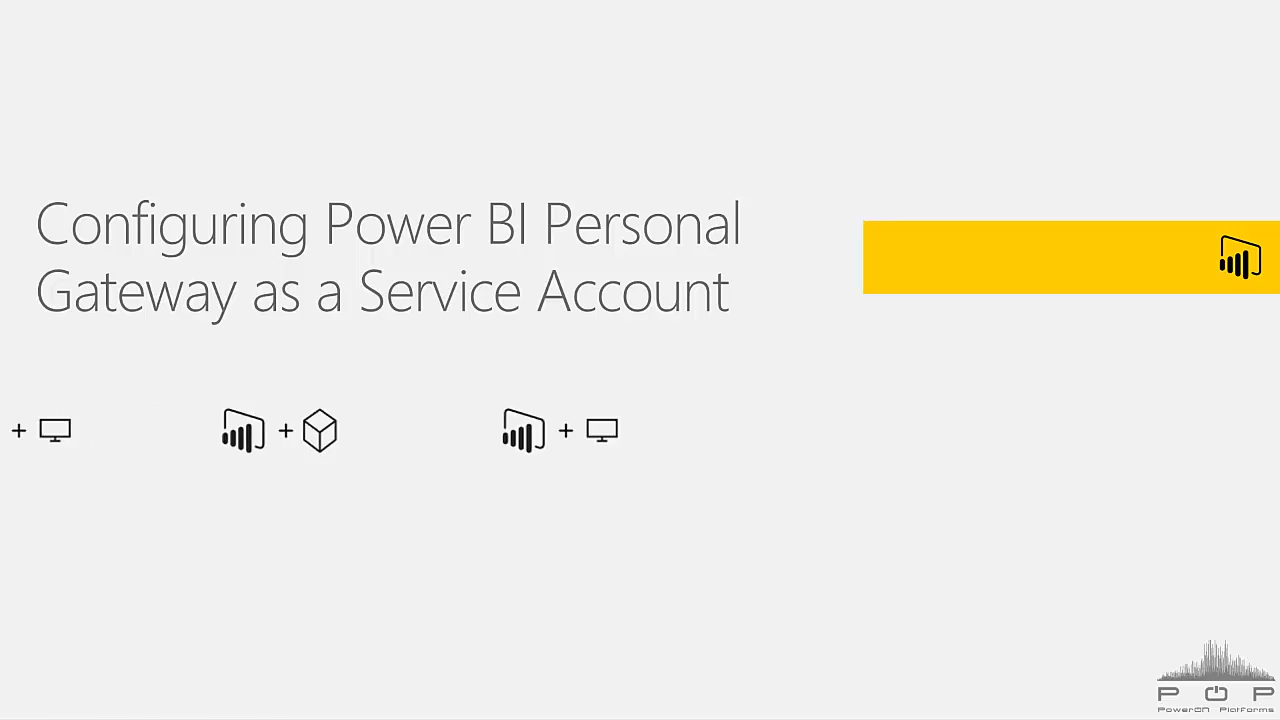 Configuring Power BI Personal
Gateway as a Service Account
+
+
+
P O P
PowerON Platforms